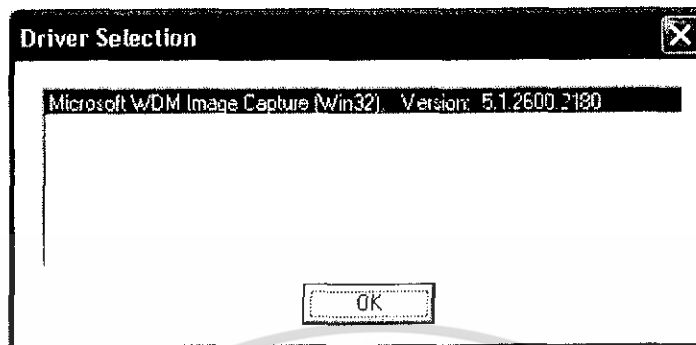 Driver Selection
Microsoft WDM Image Capture (Win32), Version: 5.1.2600.2180
OK